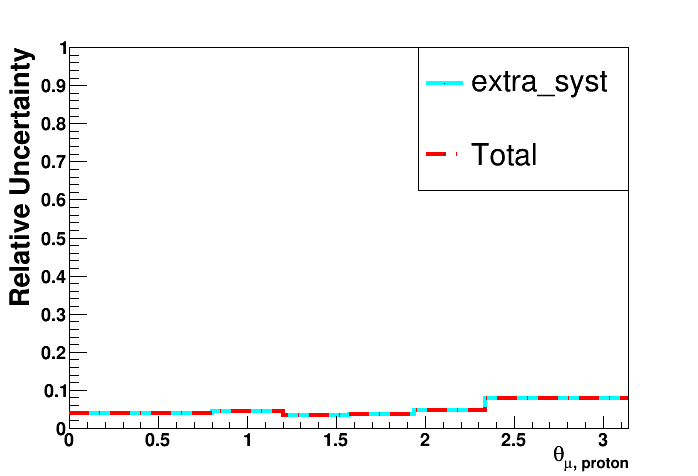 Relative Uncertainty
1
0.9
0.8
0.7
0.6
0.5
0.4
0.3
0.2
0.1
0
extra_syst
Total
0 0.5 1 1.5 2 2.5 3
θμ, proton